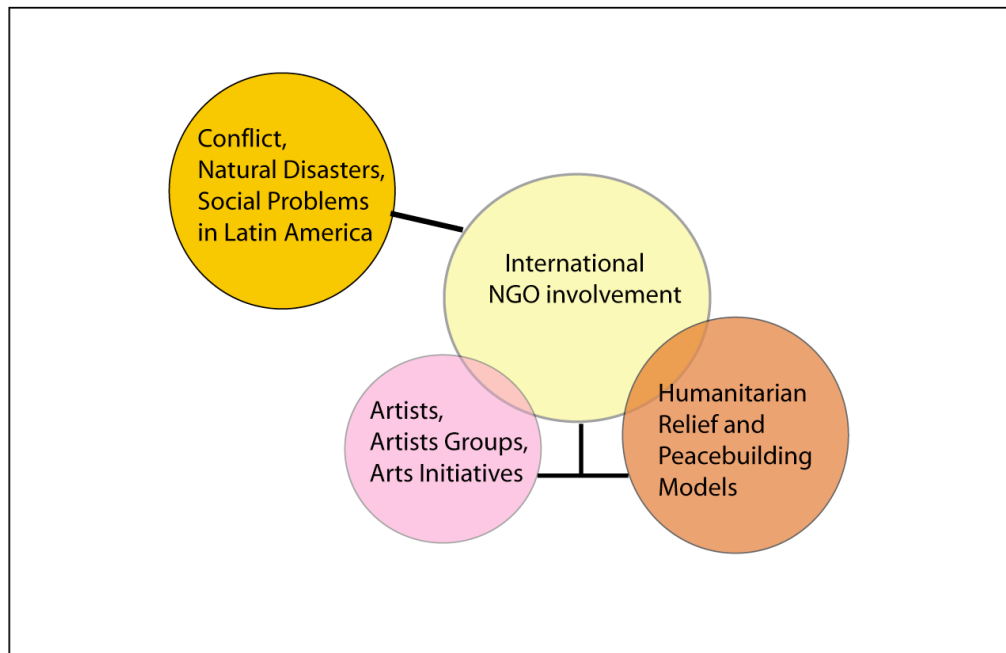 Conflict,
Natural Disasters,
Social Problems
in Latin America
International
NGO involvement
Artists,
Artists Groups,
Arts Initiatives
Humanitarian
Relief and
Peacebuilding
Models